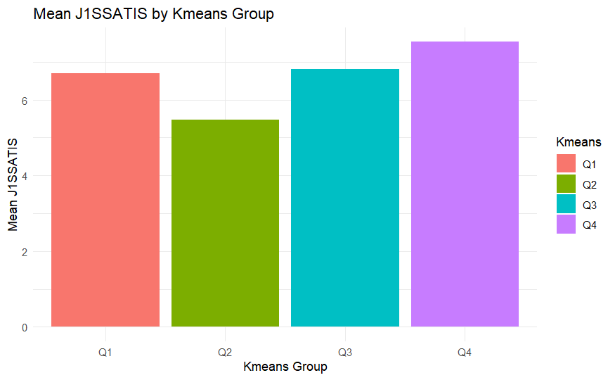 Mean J1SSATIS by Kmeans Group
Mean J1SSATIS
6
4
2
0
Q1 Q2 Q3 Q4
Kmeans Group
Kmeans
Q1
Q2
Q3
Q4